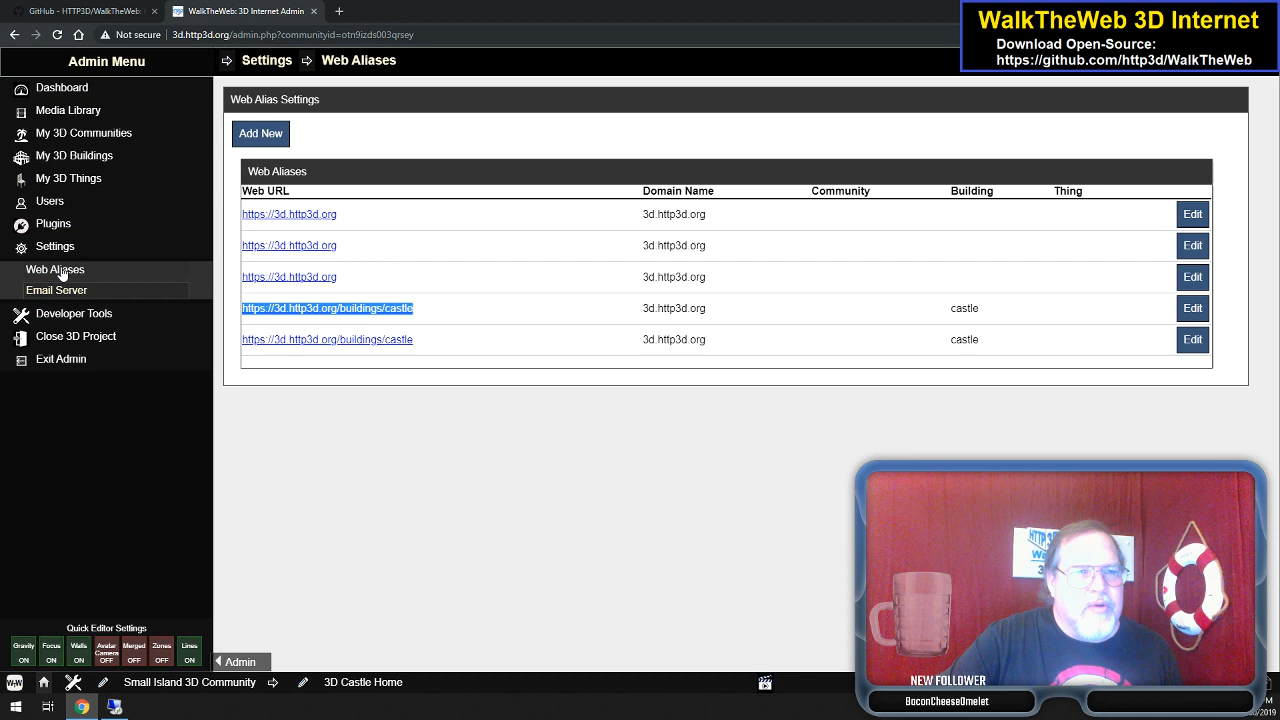 GitHub - HTTP3D/WalkTheWeb:
WalkTheWeb: 3D Internet Admin
Not secure
3d.http3d.org/admin.php?communityid=otn9izds003qrsey
WalkTheWeb 3D Internet
Download Open-Source:
https://github.com/http3d/WalkTheWeb
Admin Menu
Settings
Web Aliases
Dashboard
Media Library
My 3D Communities
My 3D Buildings
My 3D Things
Users
Plugins
Settings
Web Aliases
Email Server
Developer Tools
Close 3D Project
Exit Admin
Web Alias Settings
Add New
Web Aliases
Web URL Domain Name Community Building Thing
https://3d.http3d.org 3d.http3d.org Edit
https://3d.http3d.org 3d.http3d.org Edit
https://3d.http3d.org 3d.http3d.org Edit
https://3d.http3d.org/buildings/castle 3d.http3d.org castle Edit
https://3d.http3d.org/buildings/castle 3d.http3d.org castle Edit
Quick Editor Settings
Gravity ON
Focus ON
Walls ON
Avatar Camera OFF
Merged OFF
Zones OFF
Lines ON
Admin
Small Island 3D Community
3D Castle Home
HTTP3D
NEW FOLLOWER
BaconCheeseOmelet